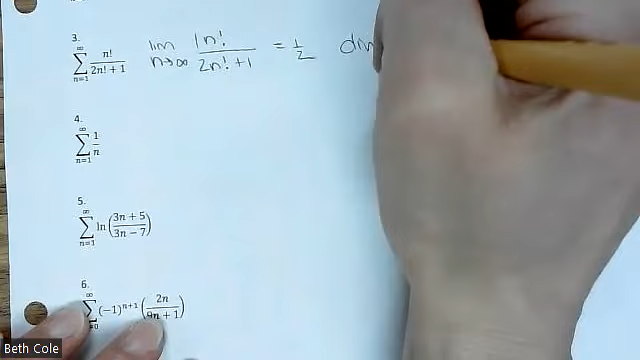 3.
∞ ∑ n=1 n!/(2n! + 1) lim n→∞ 1n!/(2n! + 1) = 1/2
4.
∞ ∑ n=1 1/n
5.
∞ ∑ n=1 ln((3n + 5)/(3n − 7))
6.
∞ ∑ (−1)ⁿ⁺¹ (2n/(9n + 1))
Beth Cole